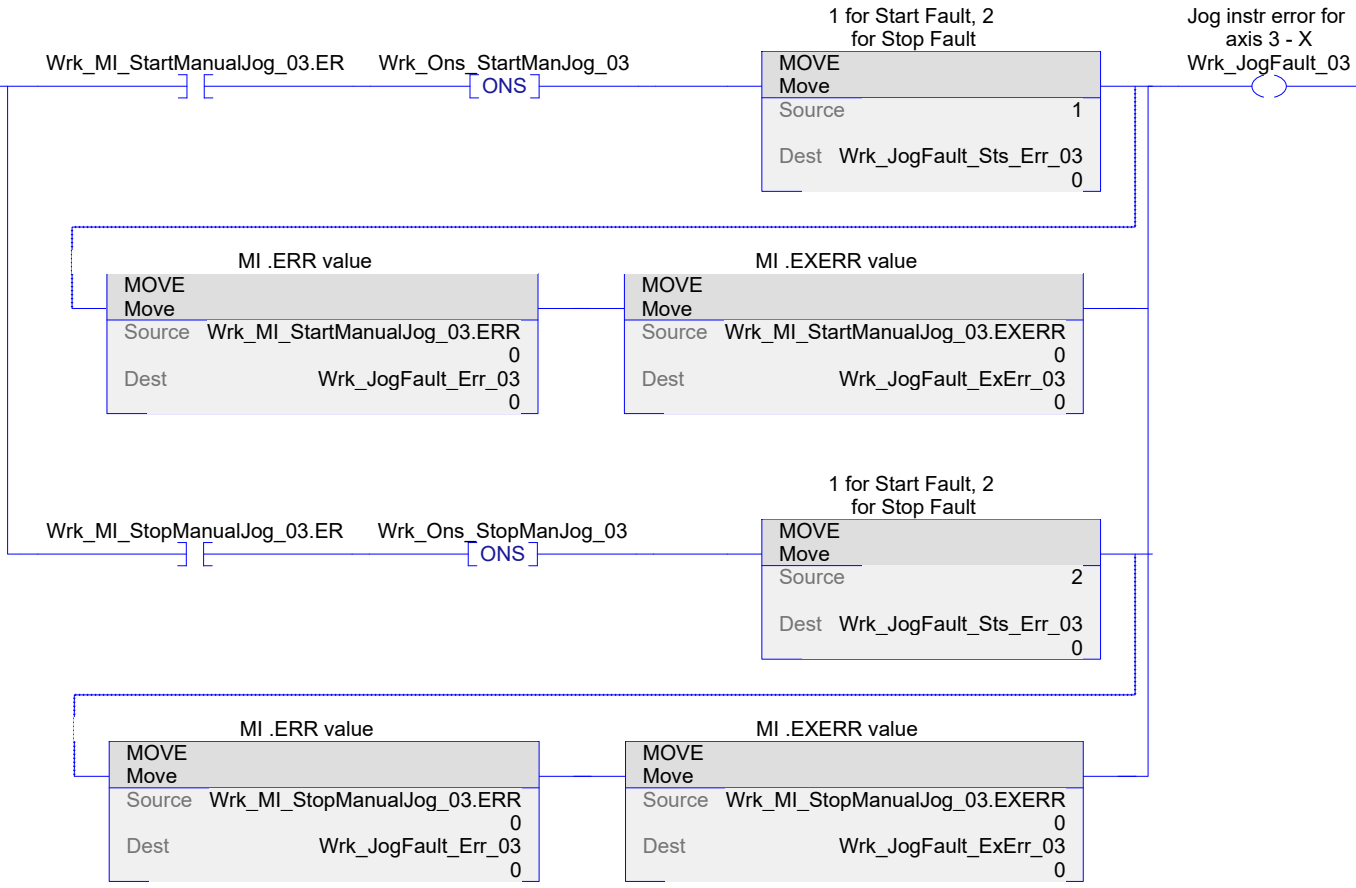 1 for Start Fault, 2
for Stop Fault
Jog instr error for
axis 3 - X
Wrk_MI_StartManualJog_03.ER
Wrk_Ons_StartManJog_03
Wrk_JogFault_03
ONS
MOVE
Move
Source 1
Dest Wrk_JogFault_Sts_Err_03
0
MI .ERR value
MOVE
Move
Source Wrk_MI_StartManualJog_03.ERR
0
Dest Wrk_JogFault_Err_03
0
MI .EXERR value
MOVE
Move
Source Wrk_MI_StartManualJog_03.EXERR
0
Dest Wrk_JogFault_ExErr_03
0
1 for Start Fault, 2
for Stop Fault
Wrk_MI_StopManualJog_03.ER
Wrk_Ons_StopManJog_03
ONS
MOVE
Move
Source 2
Dest Wrk_JogFault_Sts_Err_03
0
MI .ERR value
MOVE
Move
Source Wrk_MI_StopManualJog_03.ERR
0
Dest Wrk_JogFault_Err_03
0
MI .EXERR value
MOVE
Move
Source Wrk_MI_StopManualJog_03.EXERR
0
Dest Wrk_JogFault_ExErr_03
0